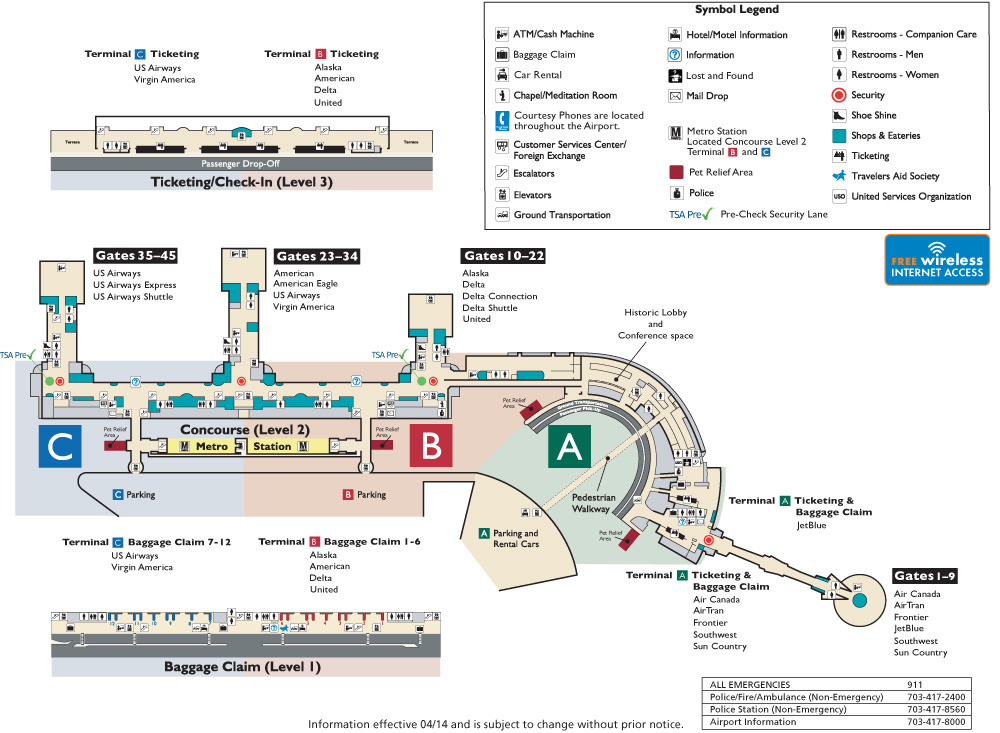 Symbol Legend
ATM/Cash Machine
Baggage Claim
Car Rental
Chapel/Meditation Room
Courtesy Phones are located
throughout the Airport.
Customer Services Center/
Foreign Exchange
Escalators
Elevators
Ground Transportation
Hotel/Motel Information
Information
Lost and Found
Mail Drop
M
Metro Station
Located Concourse Level 2
Terminal B and C
Pet Relief Area
Police
TSA Pre✓ Pre-Check Security Lane
Restrooms - Companion Care
Restrooms - Men
Restrooms - Women
Security
Shoe Shine
Shops & Eateries
Ticketing
Travelers Aid Society
USO United Services Organization
FREE wireless
INTERNET ACCESS
Terminal C Ticketing
US Airways
Virgin America
Terminal B Ticketing
Alaska
American
Delta
United
Terrace
Terrace
Passenger Drop-Off
Ticketing/Check-In (Level 3)
Gates 35–45
US Airways
US Airways Express
US Airways Shuttle
Gates 23–34
American
American Eagle
US Airways
Virgin America
Gates 10–22
Alaska
Delta
Delta Connection
Delta Shuttle
United
Historic Lobby
and
Conference space
TSA Pre✓
TSA Pre✓
Pet Relief
Area
Ground Transportation
Passenger Pick-Up
C
Pet Relief
Area
Concourse (Level 2)
M Metro Station M
Pet Relief
Area
B
A
C Parking
B Parking
Pedestrian
Walkway
USO
A Parking and
Rental Cars
Pet Relief
Area
Terminal A Ticketing &
Baggage Claim
JetBlue
Terminal A Ticketing &
Baggage Claim
Air Canada
AirTran
Frontier
Southwest
Sun Country
Gates 1–9
Air Canada
AirTran
Frontier
JetBlue
Southwest
Sun Country
Terminal C Baggage Claim 7-12
US Airways
Virgin America
Terminal B Baggage Claim 1-6
Alaska
American
Delta
United
Baggage Claim (Level 1)
ALL EMERGENCIES 911
Police/Fire/Ambulance (Non-Emergency) 703-417-2400
Police Station (Non-Emergency) 703-417-8560
Airport Information 703-417-8000
Information effective 04/14 and is subject to change without prior notice.